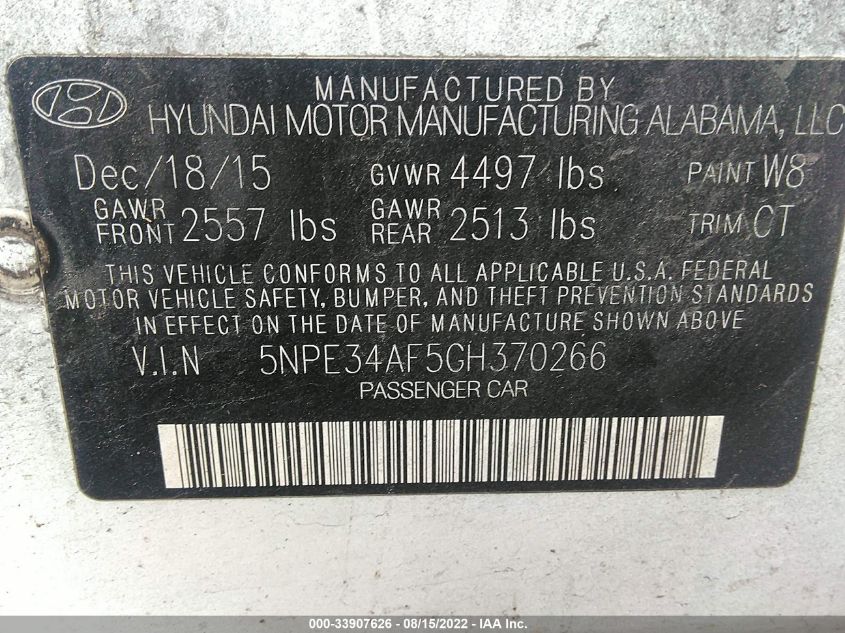 MANUFACTURED BY
HYUNDAI MOTOR MANUFACTURING ALABAMA, LLC
Dec/18/15 GVWR 4497 lbs PAINT W8
GAWR FRONT 2557 lbs GAWR REAR 2513 lbs TRIM CT
THIS VEHICLE CONFORMS TO ALL APPLICABLE U.S.A. FEDERAL
MOTOR VEHICLE SAFETY, BUMPER, AND THEFT PREVENTION STANDARDS
IN EFFECT ON THE DATE OF MANUFACTURE SHOWN ABOVE
V.I.N 5NPE34AF5GH370266
PASSENGER CAR
000-33907626 - 08/15/2022 - IAA Inc.